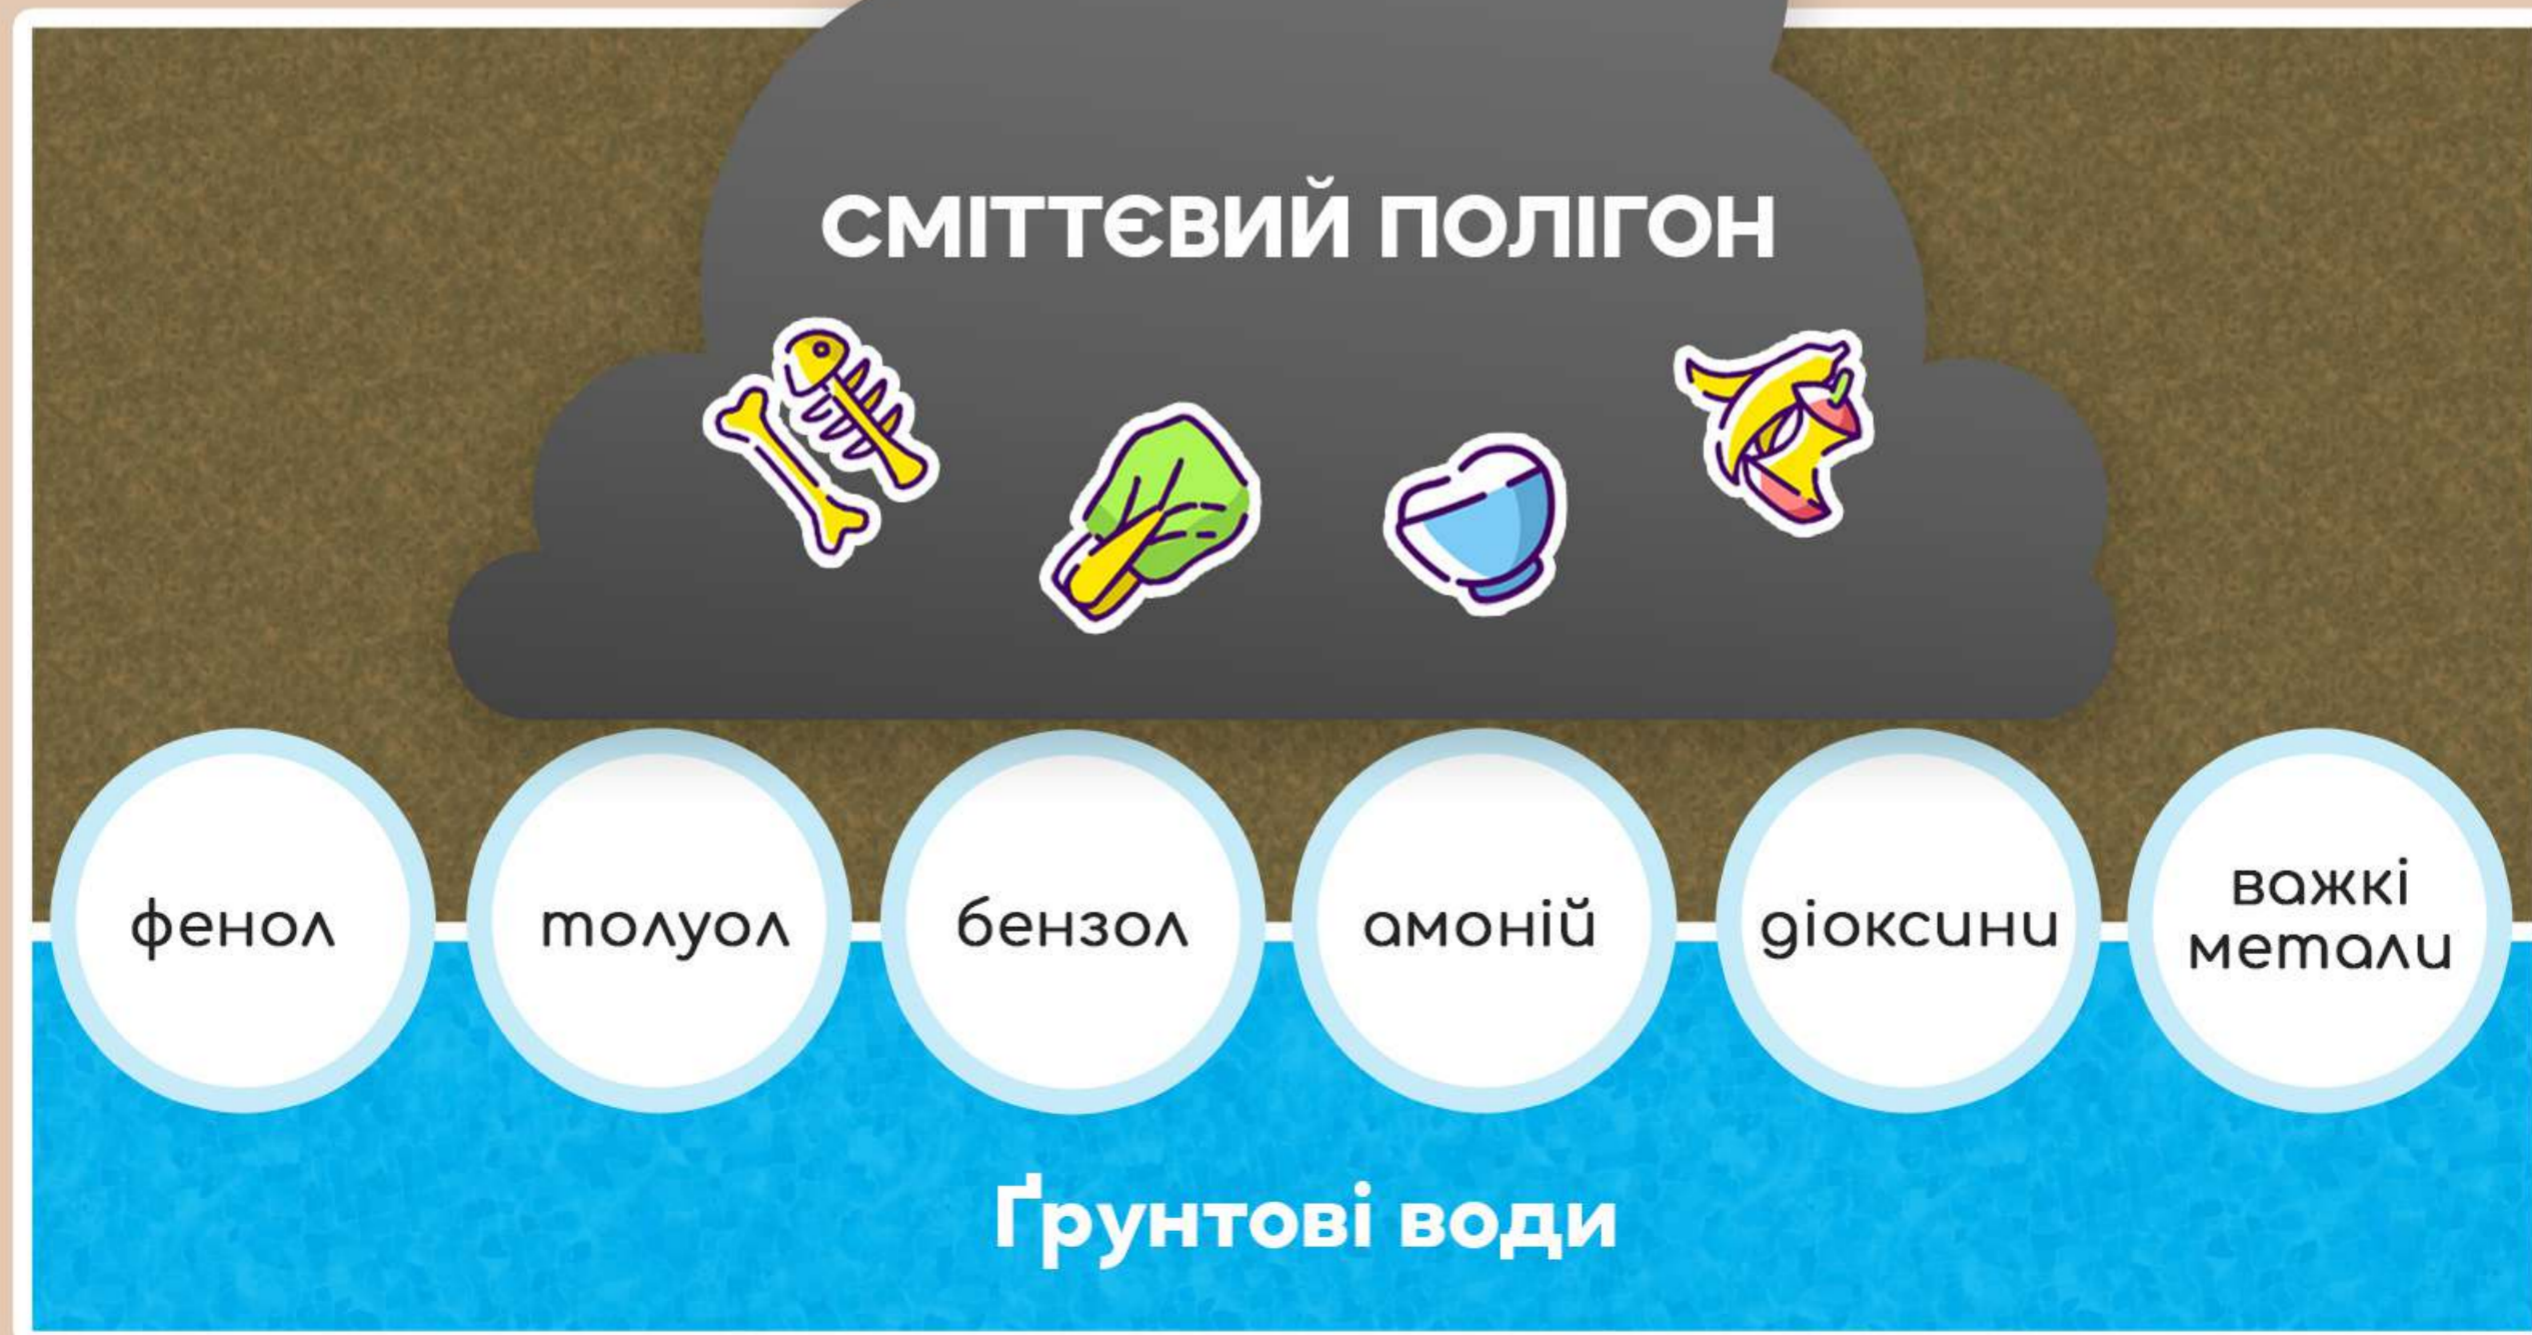 СМІТТЄВИЙ ПОЛІГОН
фенол
толуол
бензол
амоній
діоксини
важкі
метали
Ґрунтові води